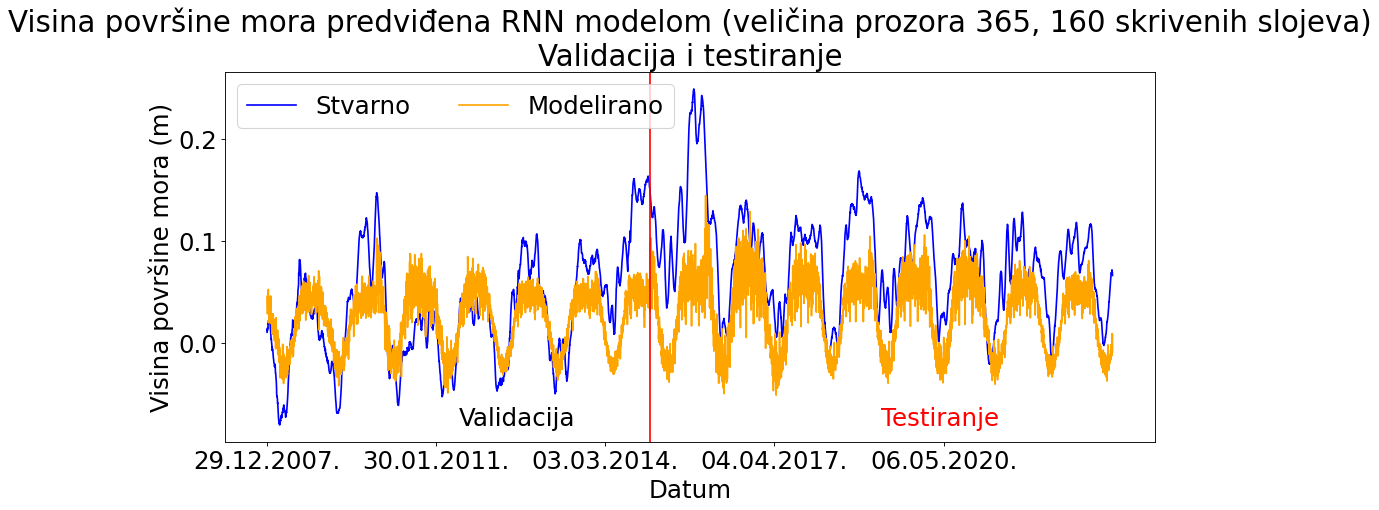 Visina površine mora predviđena RNN modelom (veličina prozora 365, 160 skrivenih slojeva)
Validacija i testiranje
Stvarno Modelirano
Visina površine mora (m)
0.2
0.1
0.0
Validacija Testiranje
29.12.2007. 30.01.2011. 03.03.2014. 04.04.2017. 06.05.2020.
Datum